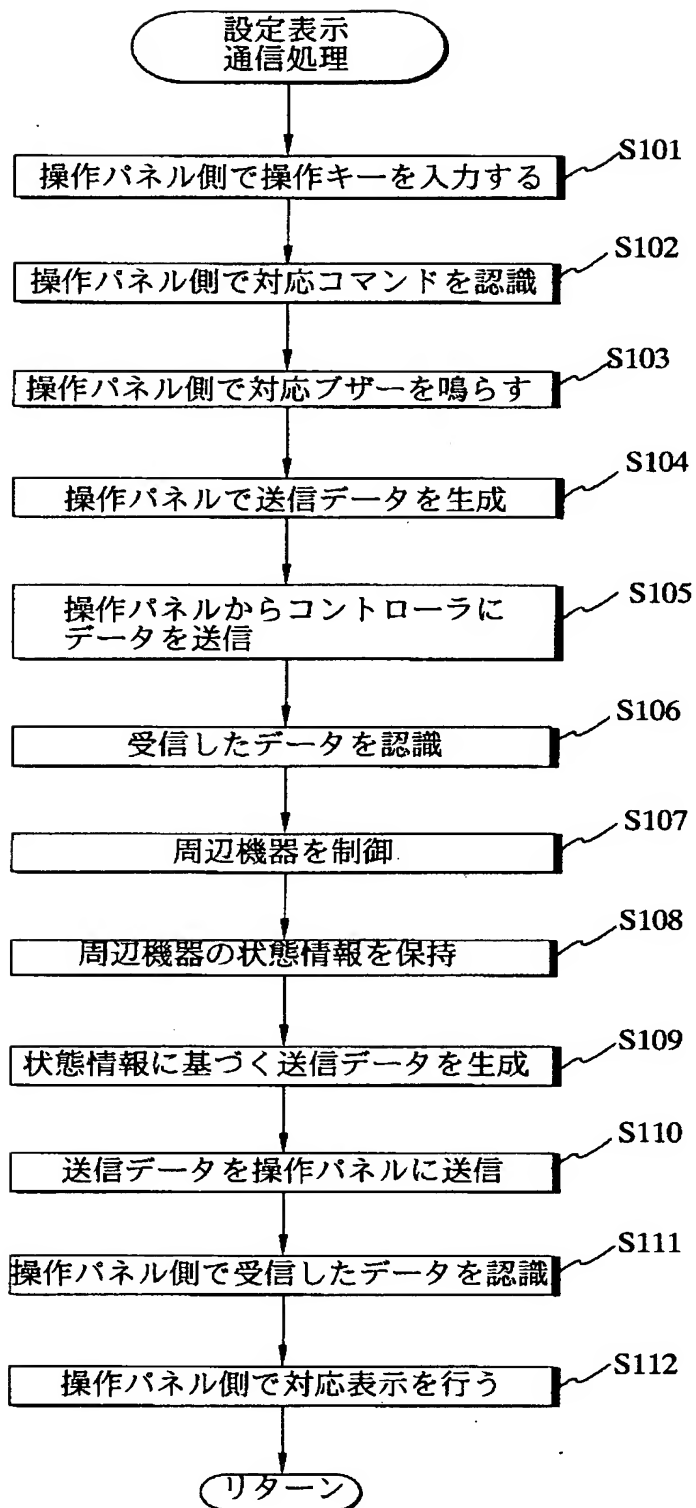 設定表示
通信処理
S101
操作パネル側で操作キーを入力する
S102
操作パネル側で対応コマンドを認識
S103
操作パネル側で対応ブザーを鳴らす
S104
操作パネルで送信データを生成
S105
操作パネルからコントローラに
データを送信
S106
受信したデータを認識
S107
周辺機器を制御
S108
周辺機器の状態情報を保持
S109
状態情報に基づく送信データを生成
S110
送信データを操作パネルに送信
S111
操作パネル側で受信したデータを認識
S112
操作パネル側で対応表示を行う
リターン